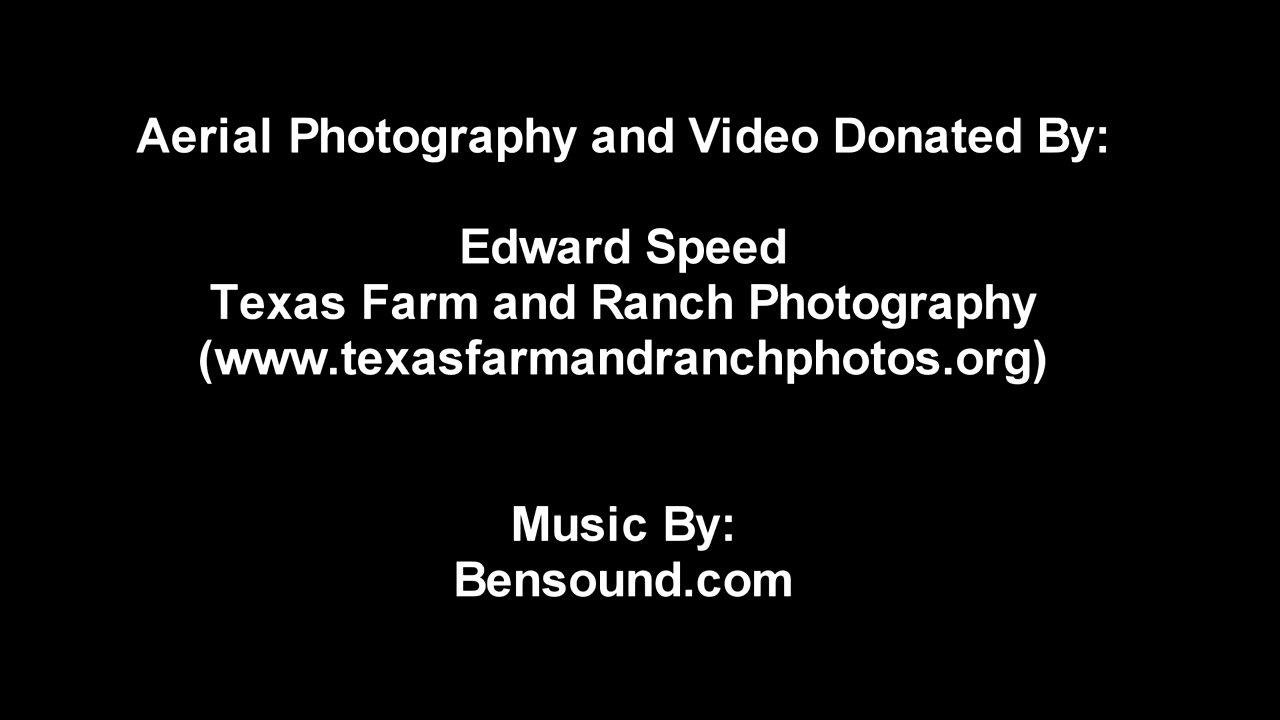 Aerial Photography and Video Donated By:
Edward Speed
Texas Farm and Ranch Photography
(www.texasfarmandranchphotos.org)
Music By:
Bensound.com